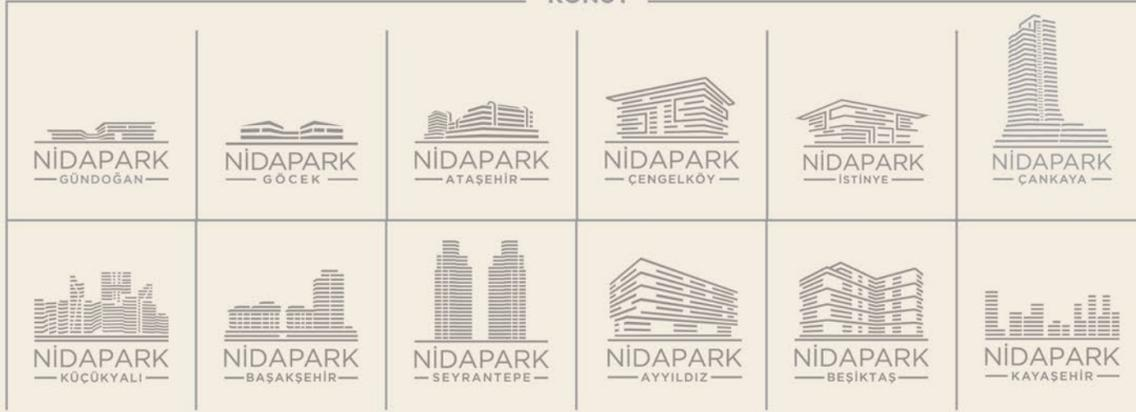 KONUT
NİDAPARK
GÜNDOĞAN
NİDAPARK
GÖCEK
NİDAPARK
ATAŞEHİR
NİDAPARK
ÇENGELKÖY
NİDAPARK
İSTİNYE
NİDAPARK
ÇANKAYA
NİDAPARK
KÜÇÜKYALI
NİDAPARK
BAŞAKŞEHİR
NİDAPARK
SEYRANTEPE
NİDAPARK
AYYILDIZ
NİDAPARK
BEŞİKTAŞ
NİDAPARK
KAYAŞEHİR